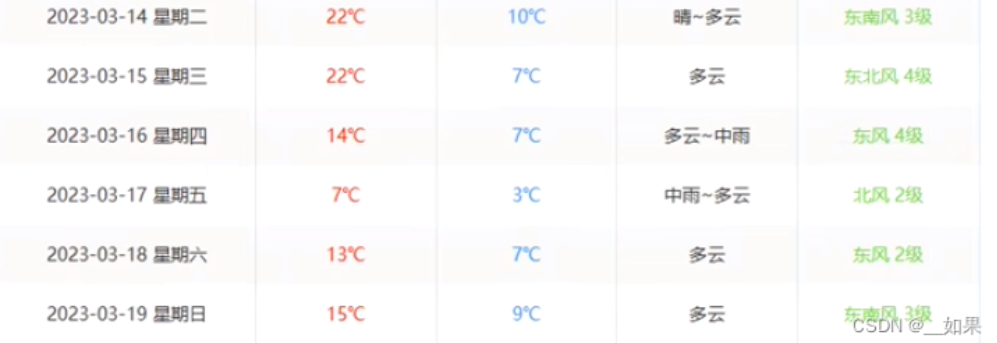 2023-03-14 星期二 22℃ 10℃ 晴~多云 东南风 3级
2023-03-15 星期三 22℃ 7℃ 多云 东北风 4级
2023-03-16 星期四 14℃ 7℃ 多云~中雨 东风 4级
2023-03-17 星期五 7℃ 3℃ 中雨~多云 北风 2级
2023-03-18 星期六 13℃ 7℃ 多云 东风 2级
2023-03-19 星期日 15℃ 9℃ 多云 东南风 3级
CSDN @__如果